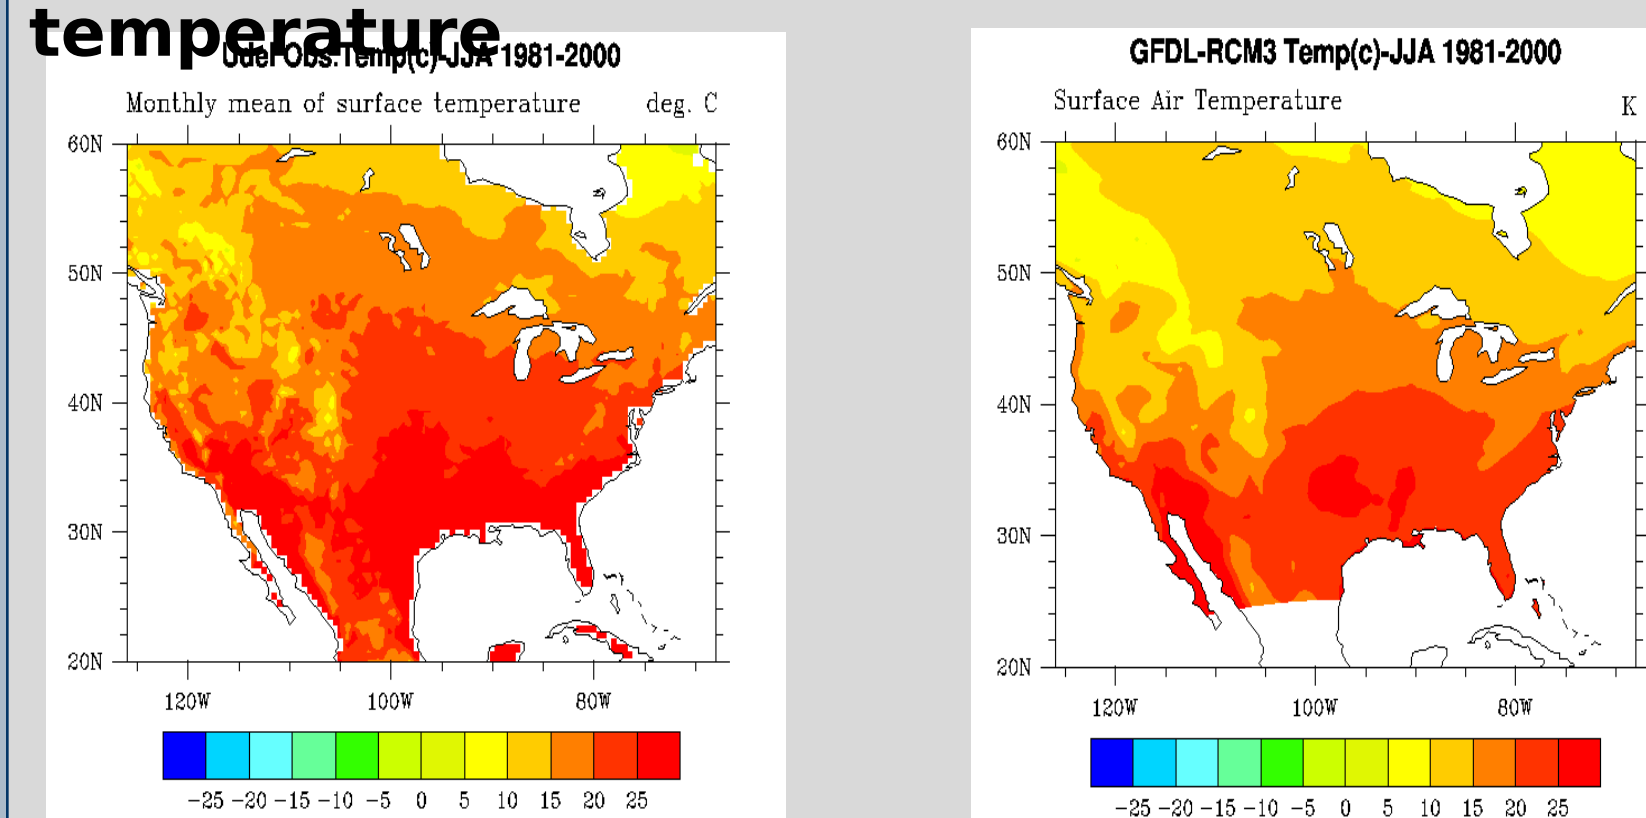 temperature
Udel Obs.Temp(c)-JJA 1981-2000
Monthly mean of surface temperature deg. C
60N
50N
40N
30N
20N
120W 100W 80W
-25 -20 -15 -10 -5 0 5 10 15 20 25
GFDL-RCM3 Temp(c)-JJA 1981-2000
Surface Air Temperature K
60N
50N
40N
30N
20N
120W 100W 80W
-25 -20 -15 -10 -5 0 5 10 15 20 25